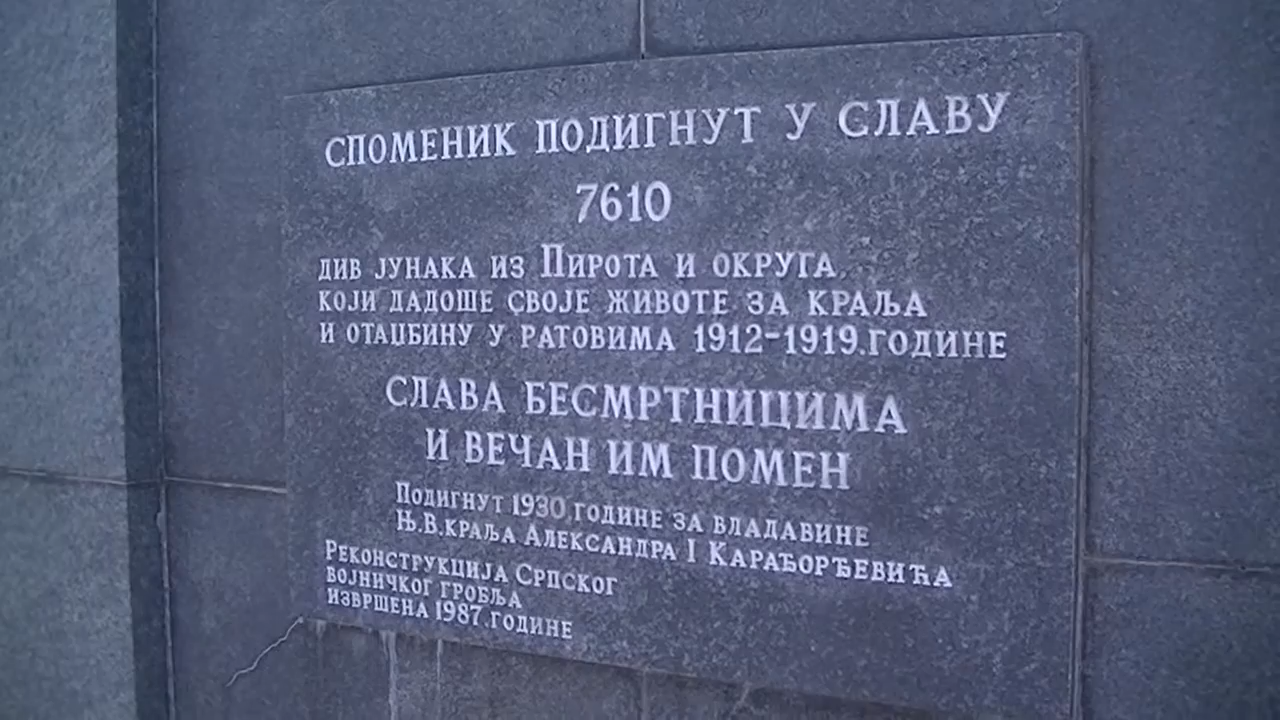 СПОМЕНИК ПОДИГНУТ У СЛАВУ
7610
ДИВ ЈУНАКА ИЗ ПИРОТА И ОКРУГА,
КОЈИ ДАДОШЕ СВОЈЕ ЖИВОТЕ ЗА КРАЉА
И ОТАЏБИНУ У РАТОВИМА 1912-1919.ГОДИНЕ
СЛАВА БЕСМРТНИЦИМА
И ВЕЧАН ИМ ПОМЕН
ПОДИГНУТ 1930.ГОДИНЕ ЗА ВЛАДАВИНЕ
Њ.В.КРАЉА АЛЕКСАНДРА I КАРАЂОРЂЕВИЋА
РЕКОНСТРУКЦИЈА СРПСКОГ
ВОЈНИЧКОГ ГРОБЉА
ИЗВРШЕНА 1987.ГОДИНЕ